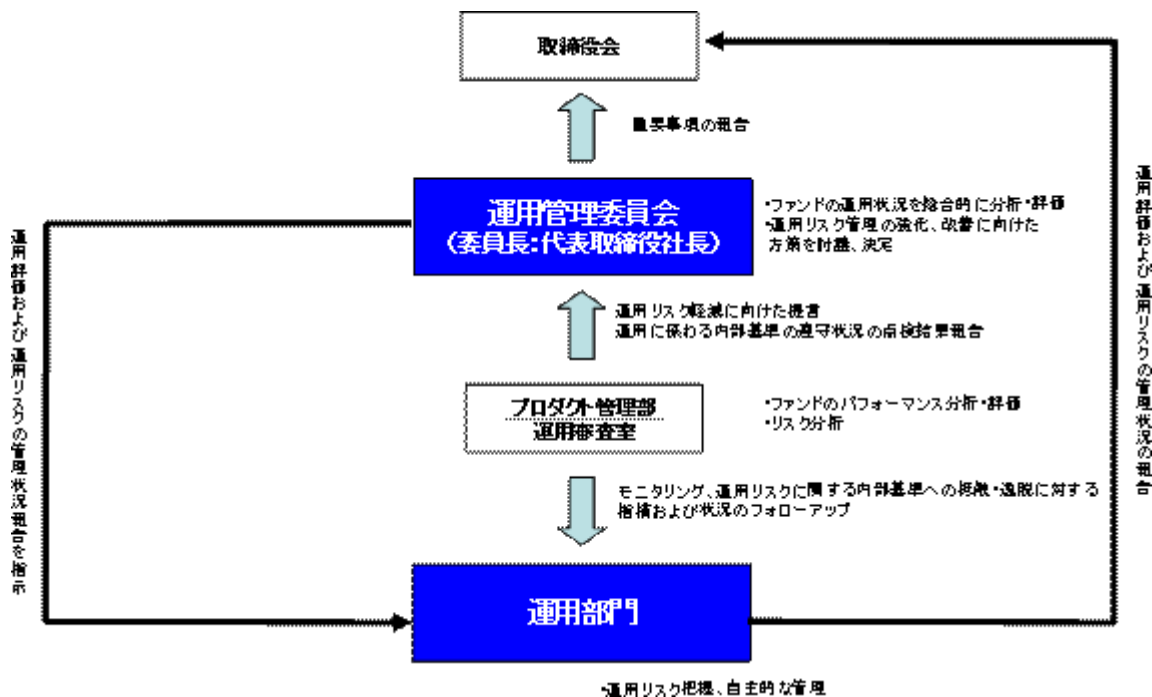 取締役会
重要事項の報告
運用管理委員会
(委員長:代表取締役社長)
・ファンドの運用状況を総合的に分析・評価
・運用リスク管理の強化、改善に向けた
方策を討議、決定
運用リスク軽減に向けた提言
運用に係わる内部基準の遵守状況の点検結果報告
プロダクト管理部
運用審査室
・ファンドのパフォーマンス分析・評価
・リスク分析
モニタリング、運用リスクに関する内部基準への抵触・逸脱に対する
指摘および状況のフォローアップ
運用部門
・運用リスク把握、自主的な管理
運用評価および運用リスクの管理状況報告を指示
運用評価および運用リスクの管理状況の報告